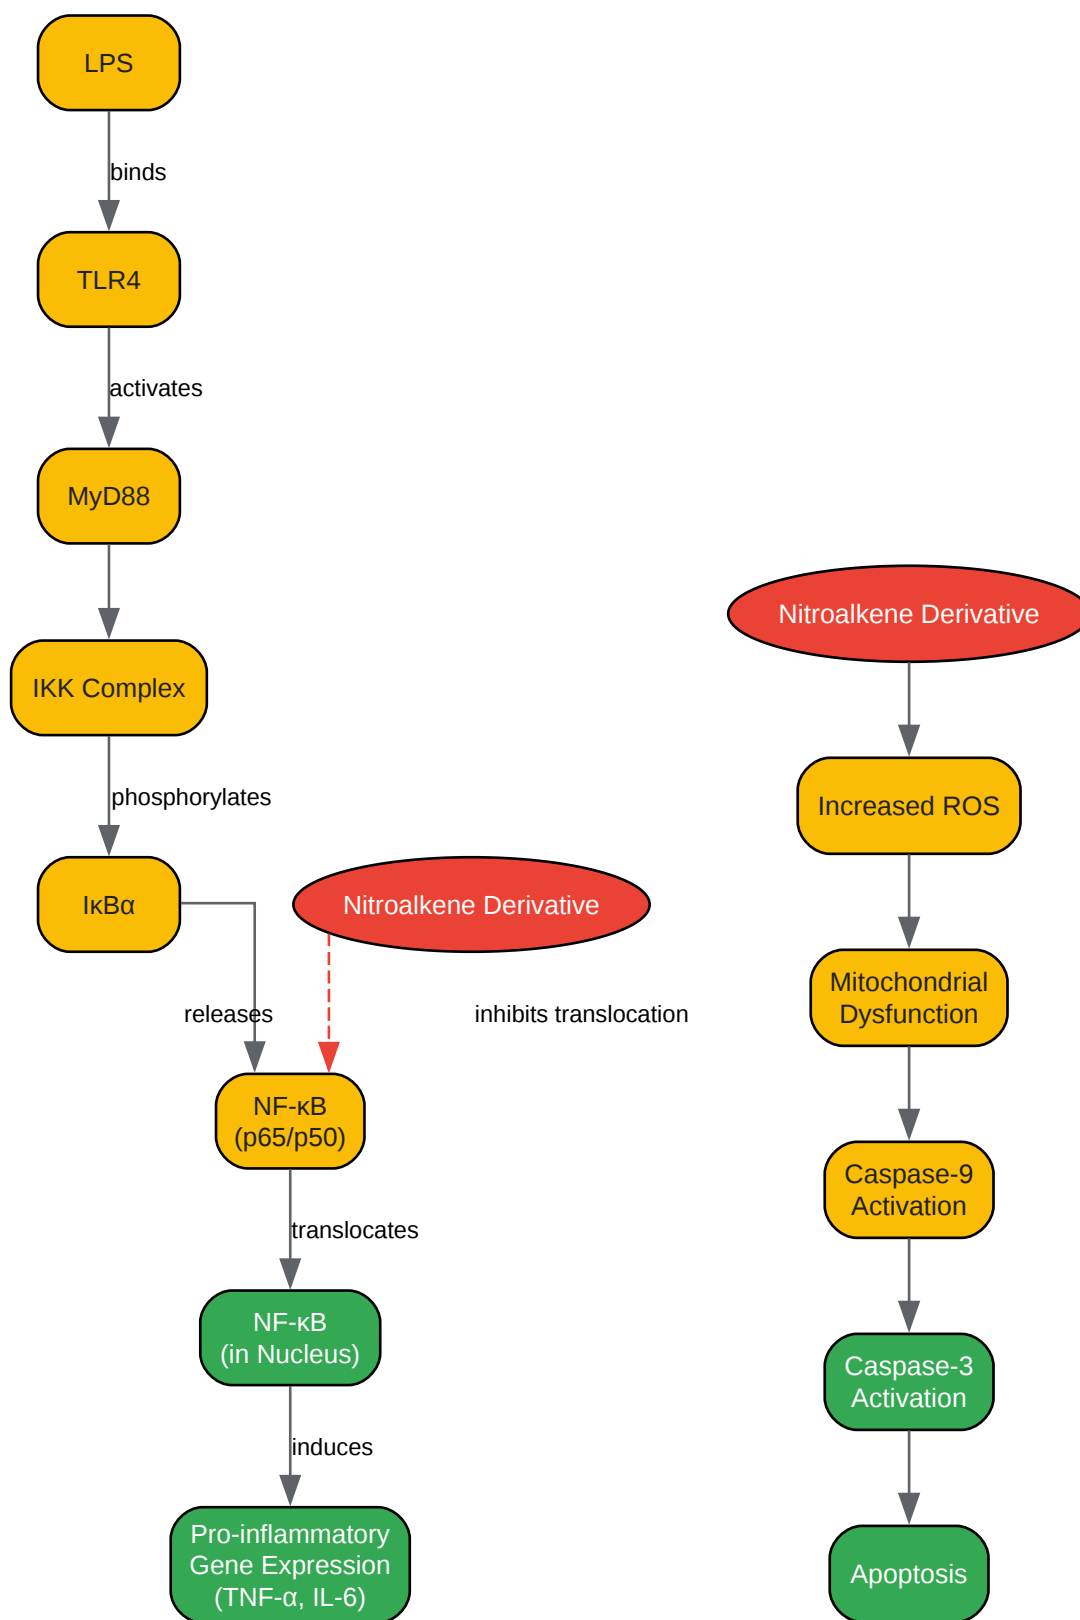 LPS
binds
TLR4
activates
MyD88
IKK Complex
phosphorylates
IκBα
Nitroalkene Derivative
releases
inhibits translocation
NF-κB
(p65/p50)
translocates
NF-κB
(in Nucleus)
induces
Pro-inflammatory
Gene Expression
(TNF-α, IL-6)
Nitroalkene Derivative
Increased ROS
Mitochondrial
Dysfunction
Caspase-9
Activation
Caspase-3
Activation
Apoptosis